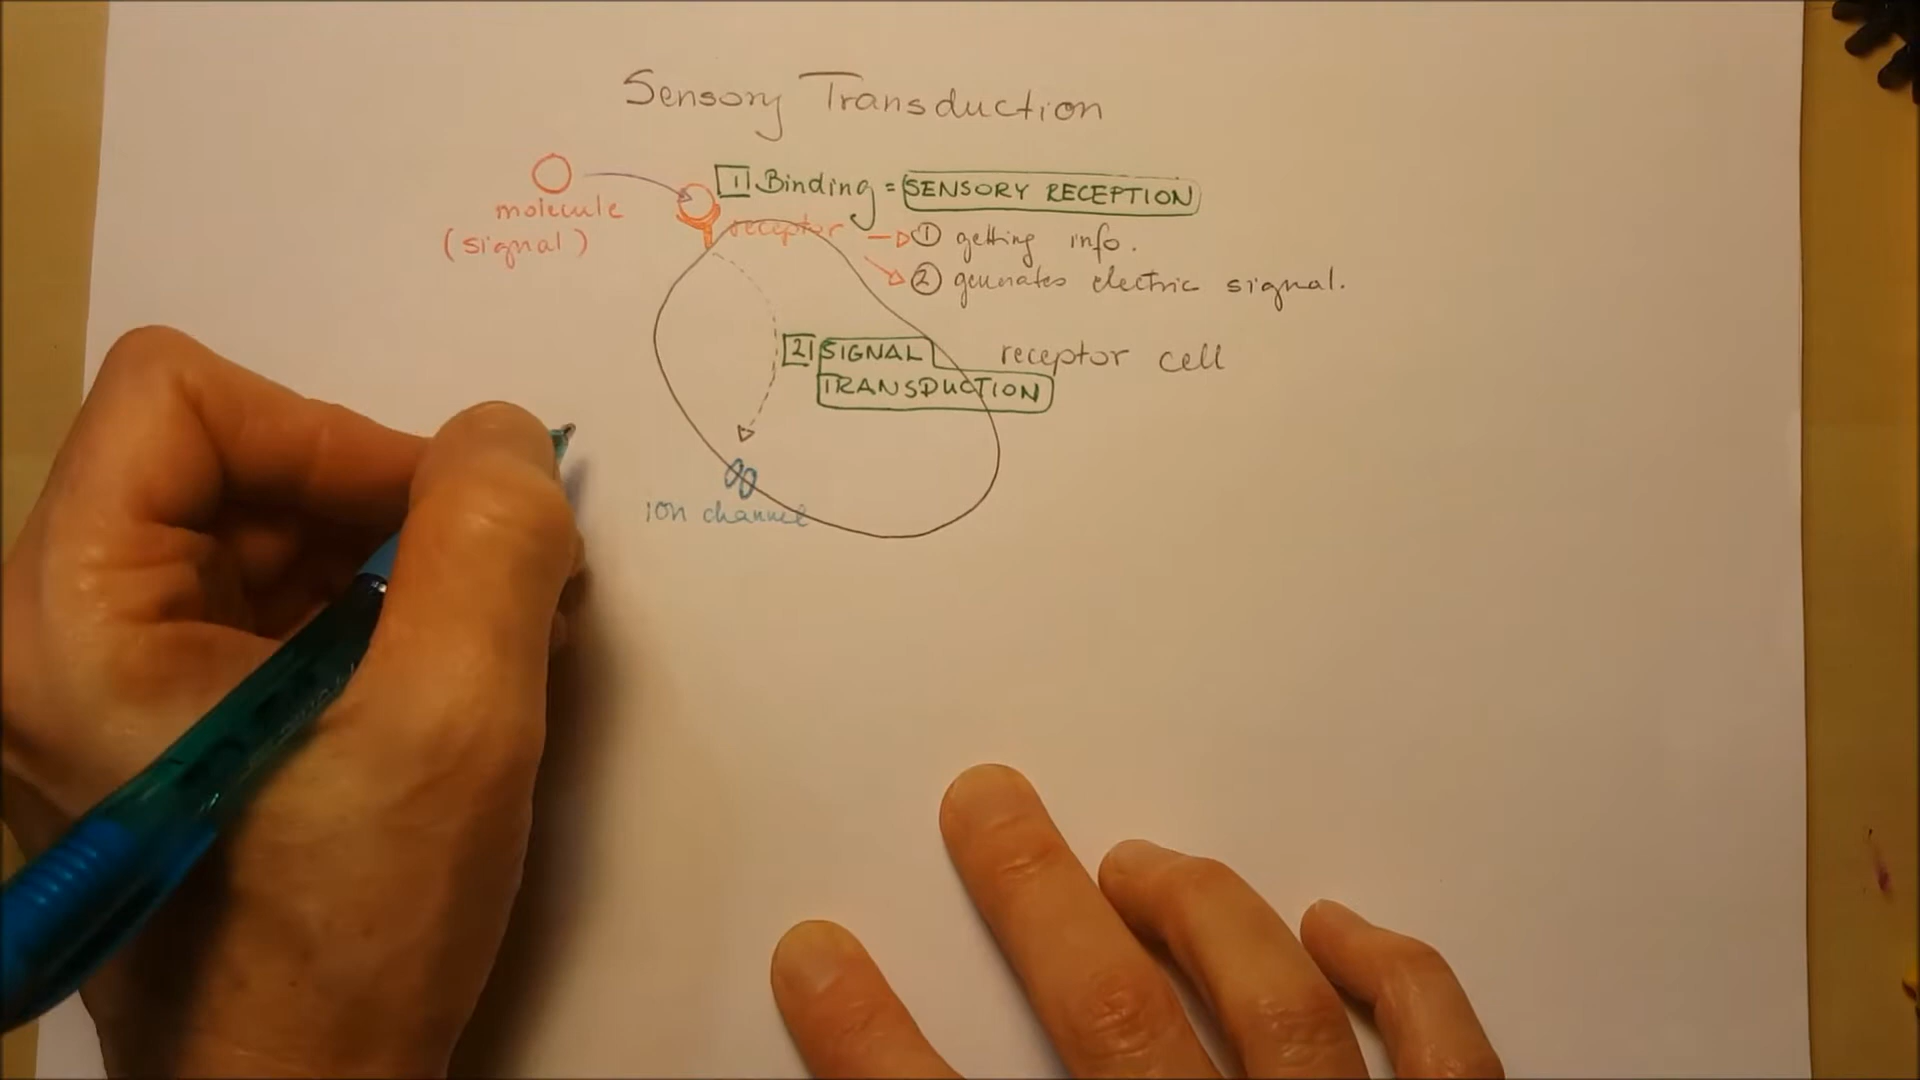 Sensory Transduction
1 Binding = SENSORY RECEPTION
molecule
(signal)
receptor
① getting info.
② generates electric signal.
2 SIGNAL
TRANSDUCTION
receptor cell
ion channel